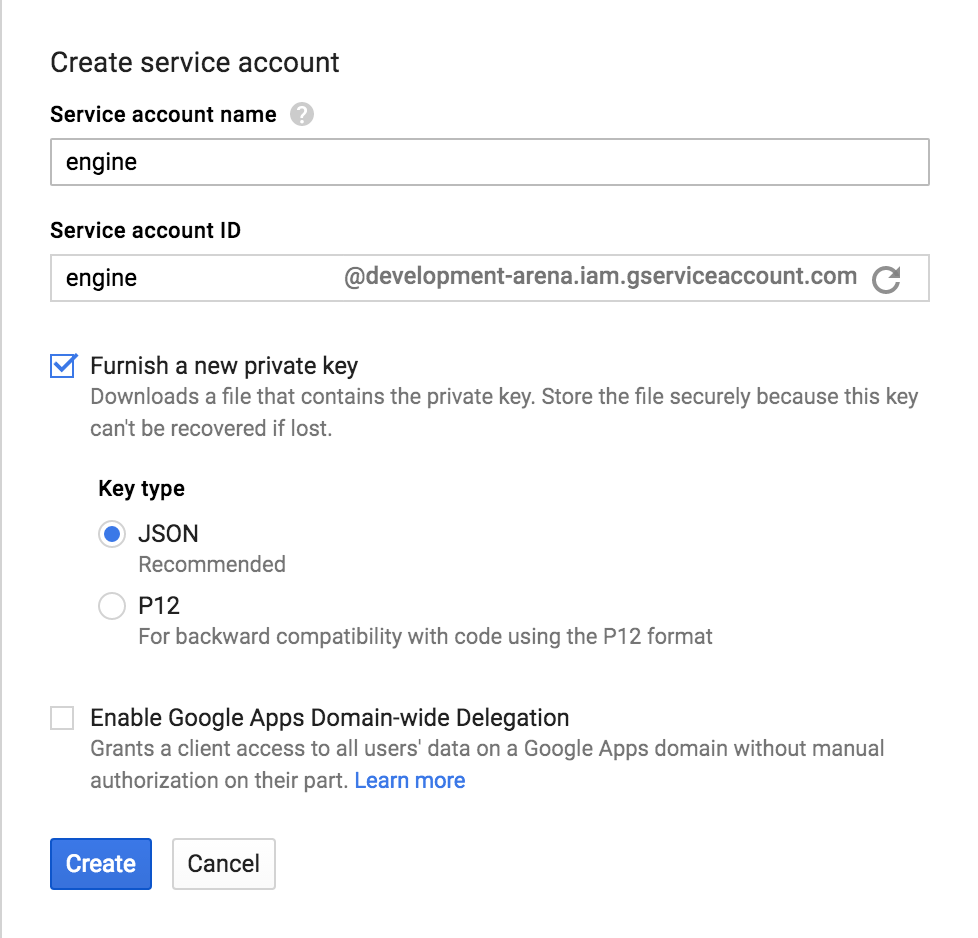 Create service account
Service account name ?
engine
Service account ID
engine @development-arena.iam.gserviceaccount.com
Furnish a new private key
Downloads a file that contains the private key. Store the file securely because this key
can't be recovered if lost.
Key type
JSON
Recommended
P12
For backward compatibility with code using the P12 format
Enable Google Apps Domain-wide Delegation
Grants a client access to all users' data on a Google Apps domain without manual
authorization on their part. Learn more
Create Cancel